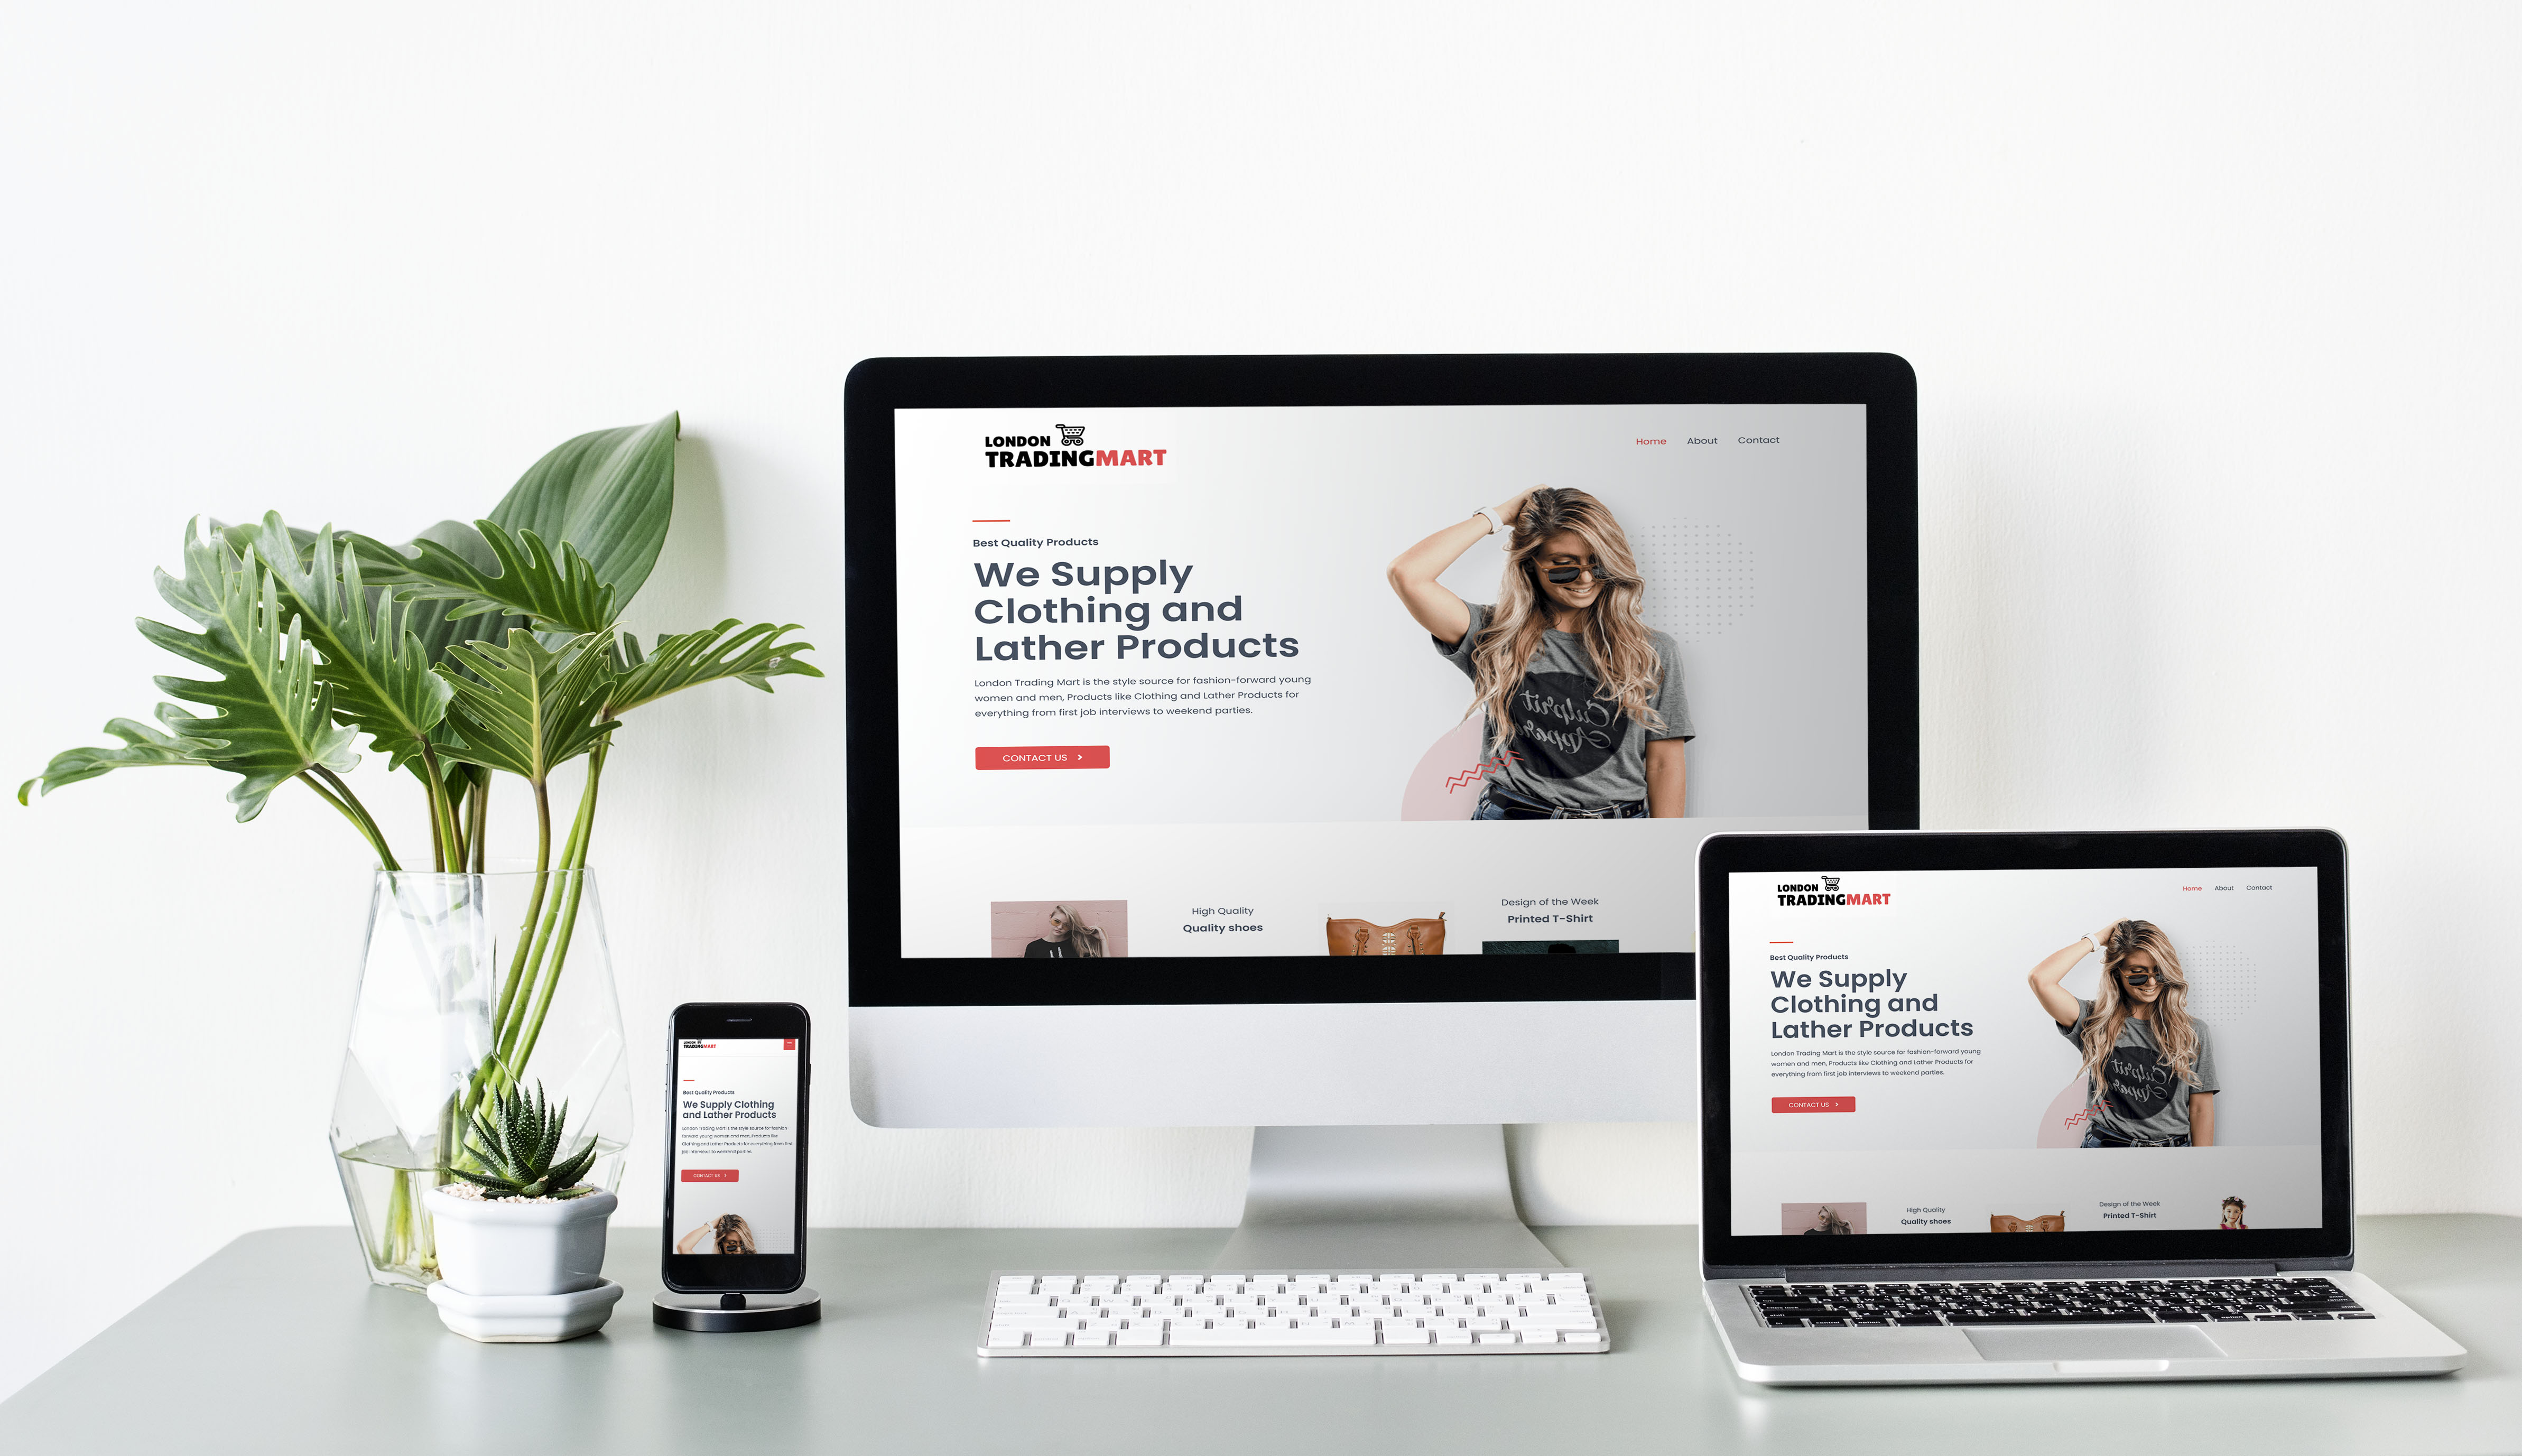 LONDON
TRADINGMART
Home About Contact
Best Quality Products
We Supply
Clothing and
Lather Products
London Trading Mart is the style source for fashion-forward young
women and men, Products like Clothing and Lather Products for
everything from first job interviews to weekend parties.
CONTACT US
Culprit
Apparel
High Quality
Quality shoes
Design of the Week
Printed T-Shirt
LONDON
TRADINGMART
Best Quality Products
We Supply Clothing
and Lather Products
London Trading Mart is the style source for fashion-
forward young women and men, Products like
Clothing and Lather Products for everything from first
job interviews to weekend parties.
CONTACT US
LONDON
TRADINGMART
Home About Contact
Best Quality Products
We Supply
Clothing and
Lather Products
London Trading Mart is the style source for fashion-forward young
women and men, Products like Clothing and Lather Products for
everything from first job interviews to weekend parties.
CONTACT US
Culprit
High Quality
Quality shoes
Design of the Week
Printed T-Shirt
control option
option